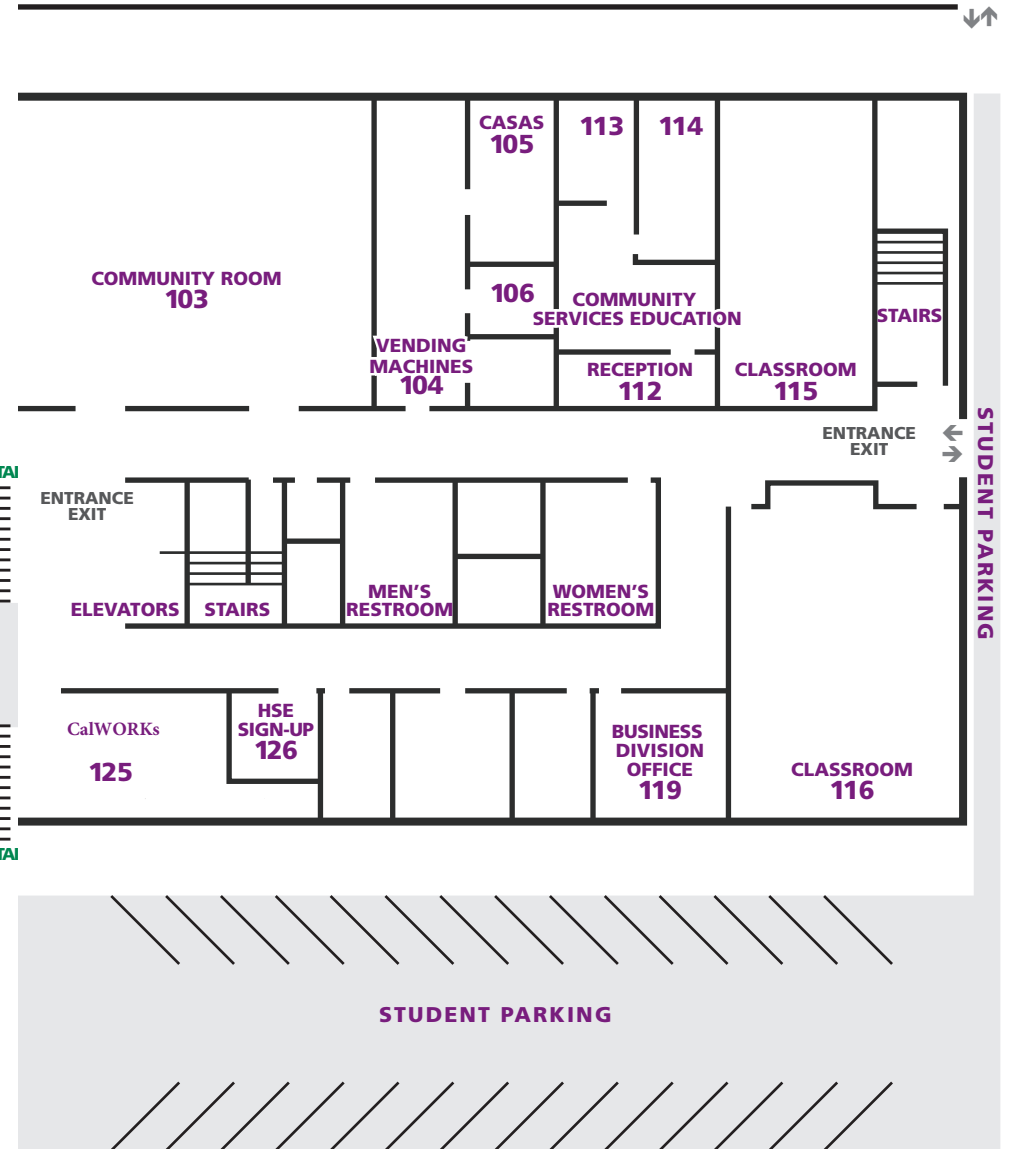 CASAS
105
113
114
COMMUNITY ROOM
103
106
COMMUNITY
SERVICES EDUCATION
STAIRS
VENDING
MACHINES
104
RECEPTION
112
CLASSROOM
115
ENTRANCE
EXIT
STUDENT PARKING
ENTRANCE
EXIT
ELEVATORS
STAIRS
MEN'S
RESTROOM
WOMEN'S
RESTROOM
CalWORKs
125
HSE
SIGN-UP
126
BUSINESS
DIVISION
OFFICE
119
CLASSROOM
116
STUDENT PARKING